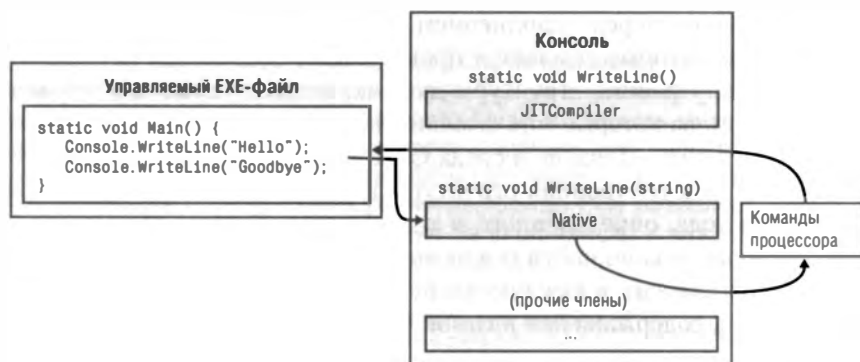 Управляемый EXE-файл
static void Main() {
Console.WriteLine("Hello");
Console.WriteLine("Goodbye");
}
Консоль
static void WriteLine()
JITCompiler
static void WriteLine(string)
Native
(прочие члены)
...
Команды
процессора